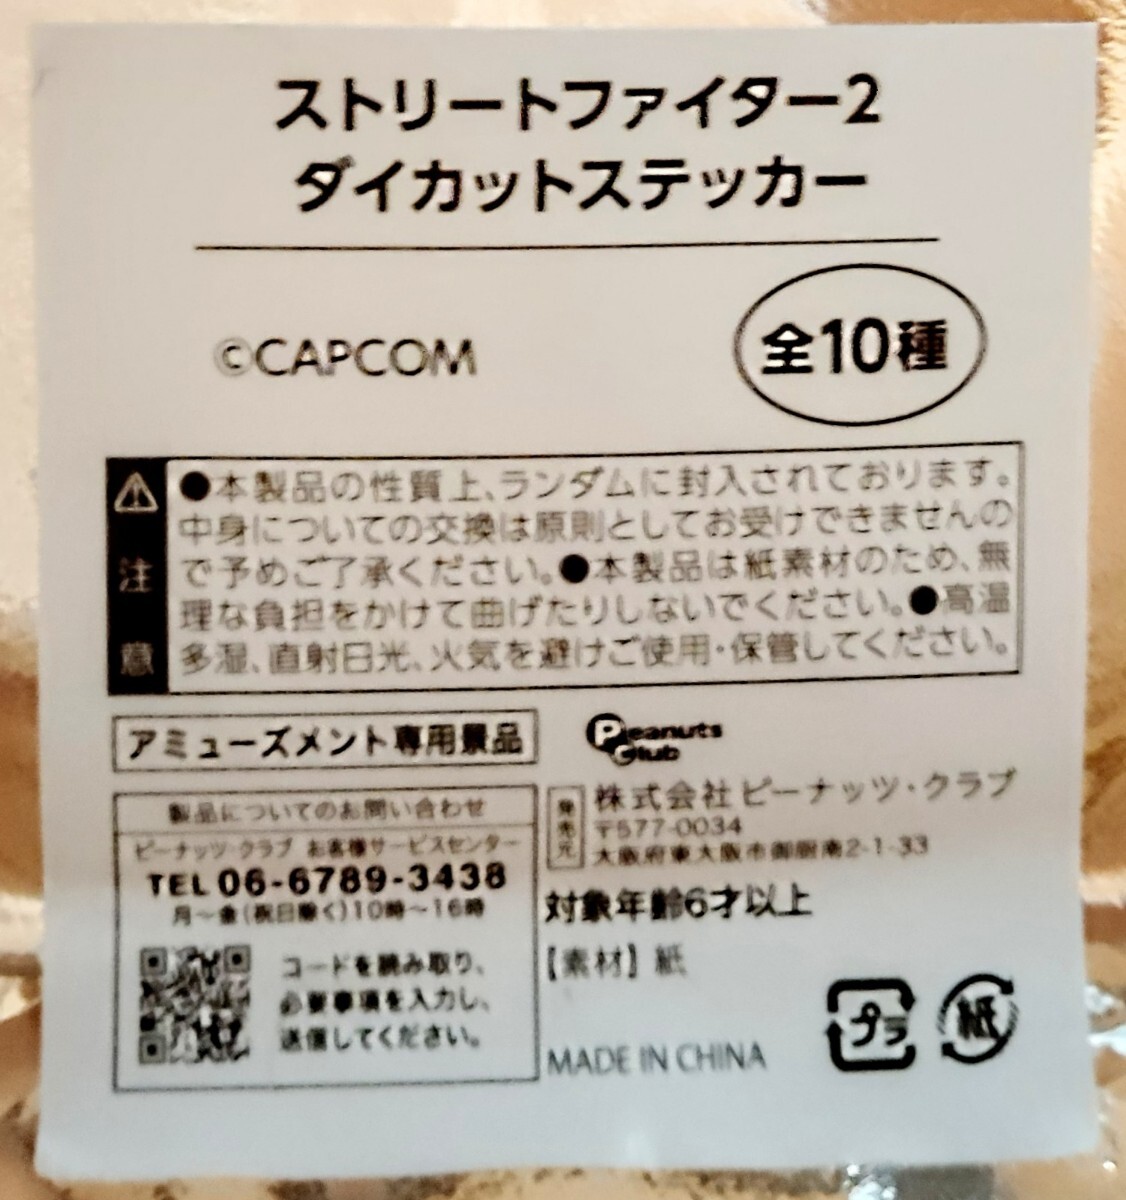 ストリートファイター2
ダイカットステッカー
©CAPCOM
全10種
注意
●本製品の性質上、ランダムに封入されております。
中身についての交換は原則としてお受けできませんの
で予めご了承ください。●本製品は紙素材のため、無
理な負担をかけて曲げたりしないでください。●高温
多湿、直射日光、火気を避けご使用・保管してください。
アミューズメント専用景品
Peanuts
Club
製品についてのお問い合わせ
ピーナッツ・クラブ お客様サービスセンター
TEL 06-6789-3438
月～金(祝日除く)10時～16時
コードを読み取り、
必要事項を入力し、
送信してください。
発売元
株式会社ピーナッツ・クラブ
〒577-0034
大阪府東大阪市御厨南2-1-33
対象年齢6才以上
【素材】紙
MADE IN CHINA
プラ
紙